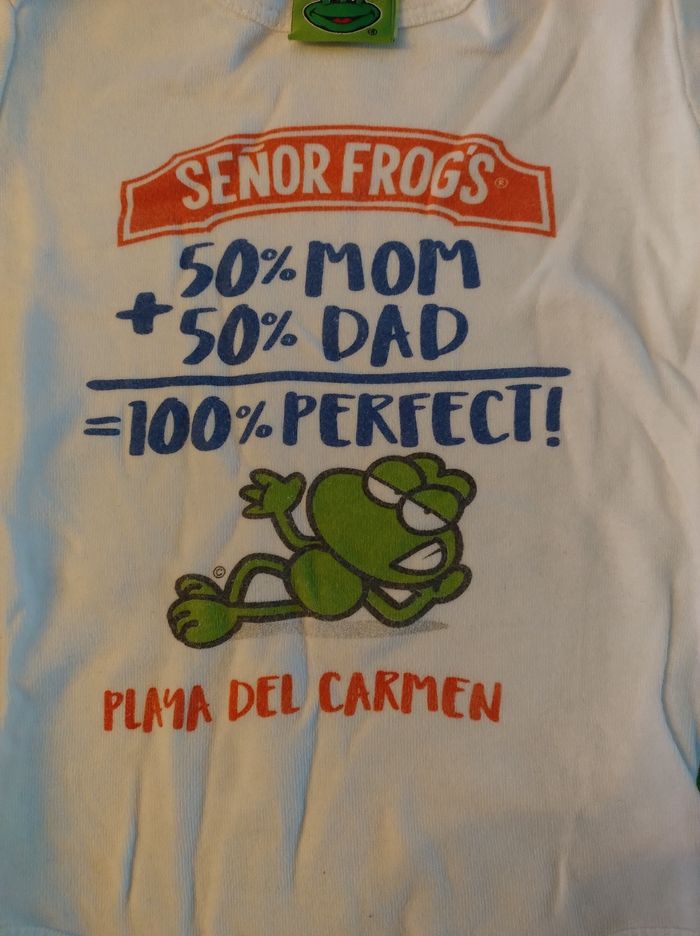 SEÑOR FROG'S®
50% MOM
+ 50% DAD
= 100% PERFECT!
©
PLAYA DEL CARMEN
®